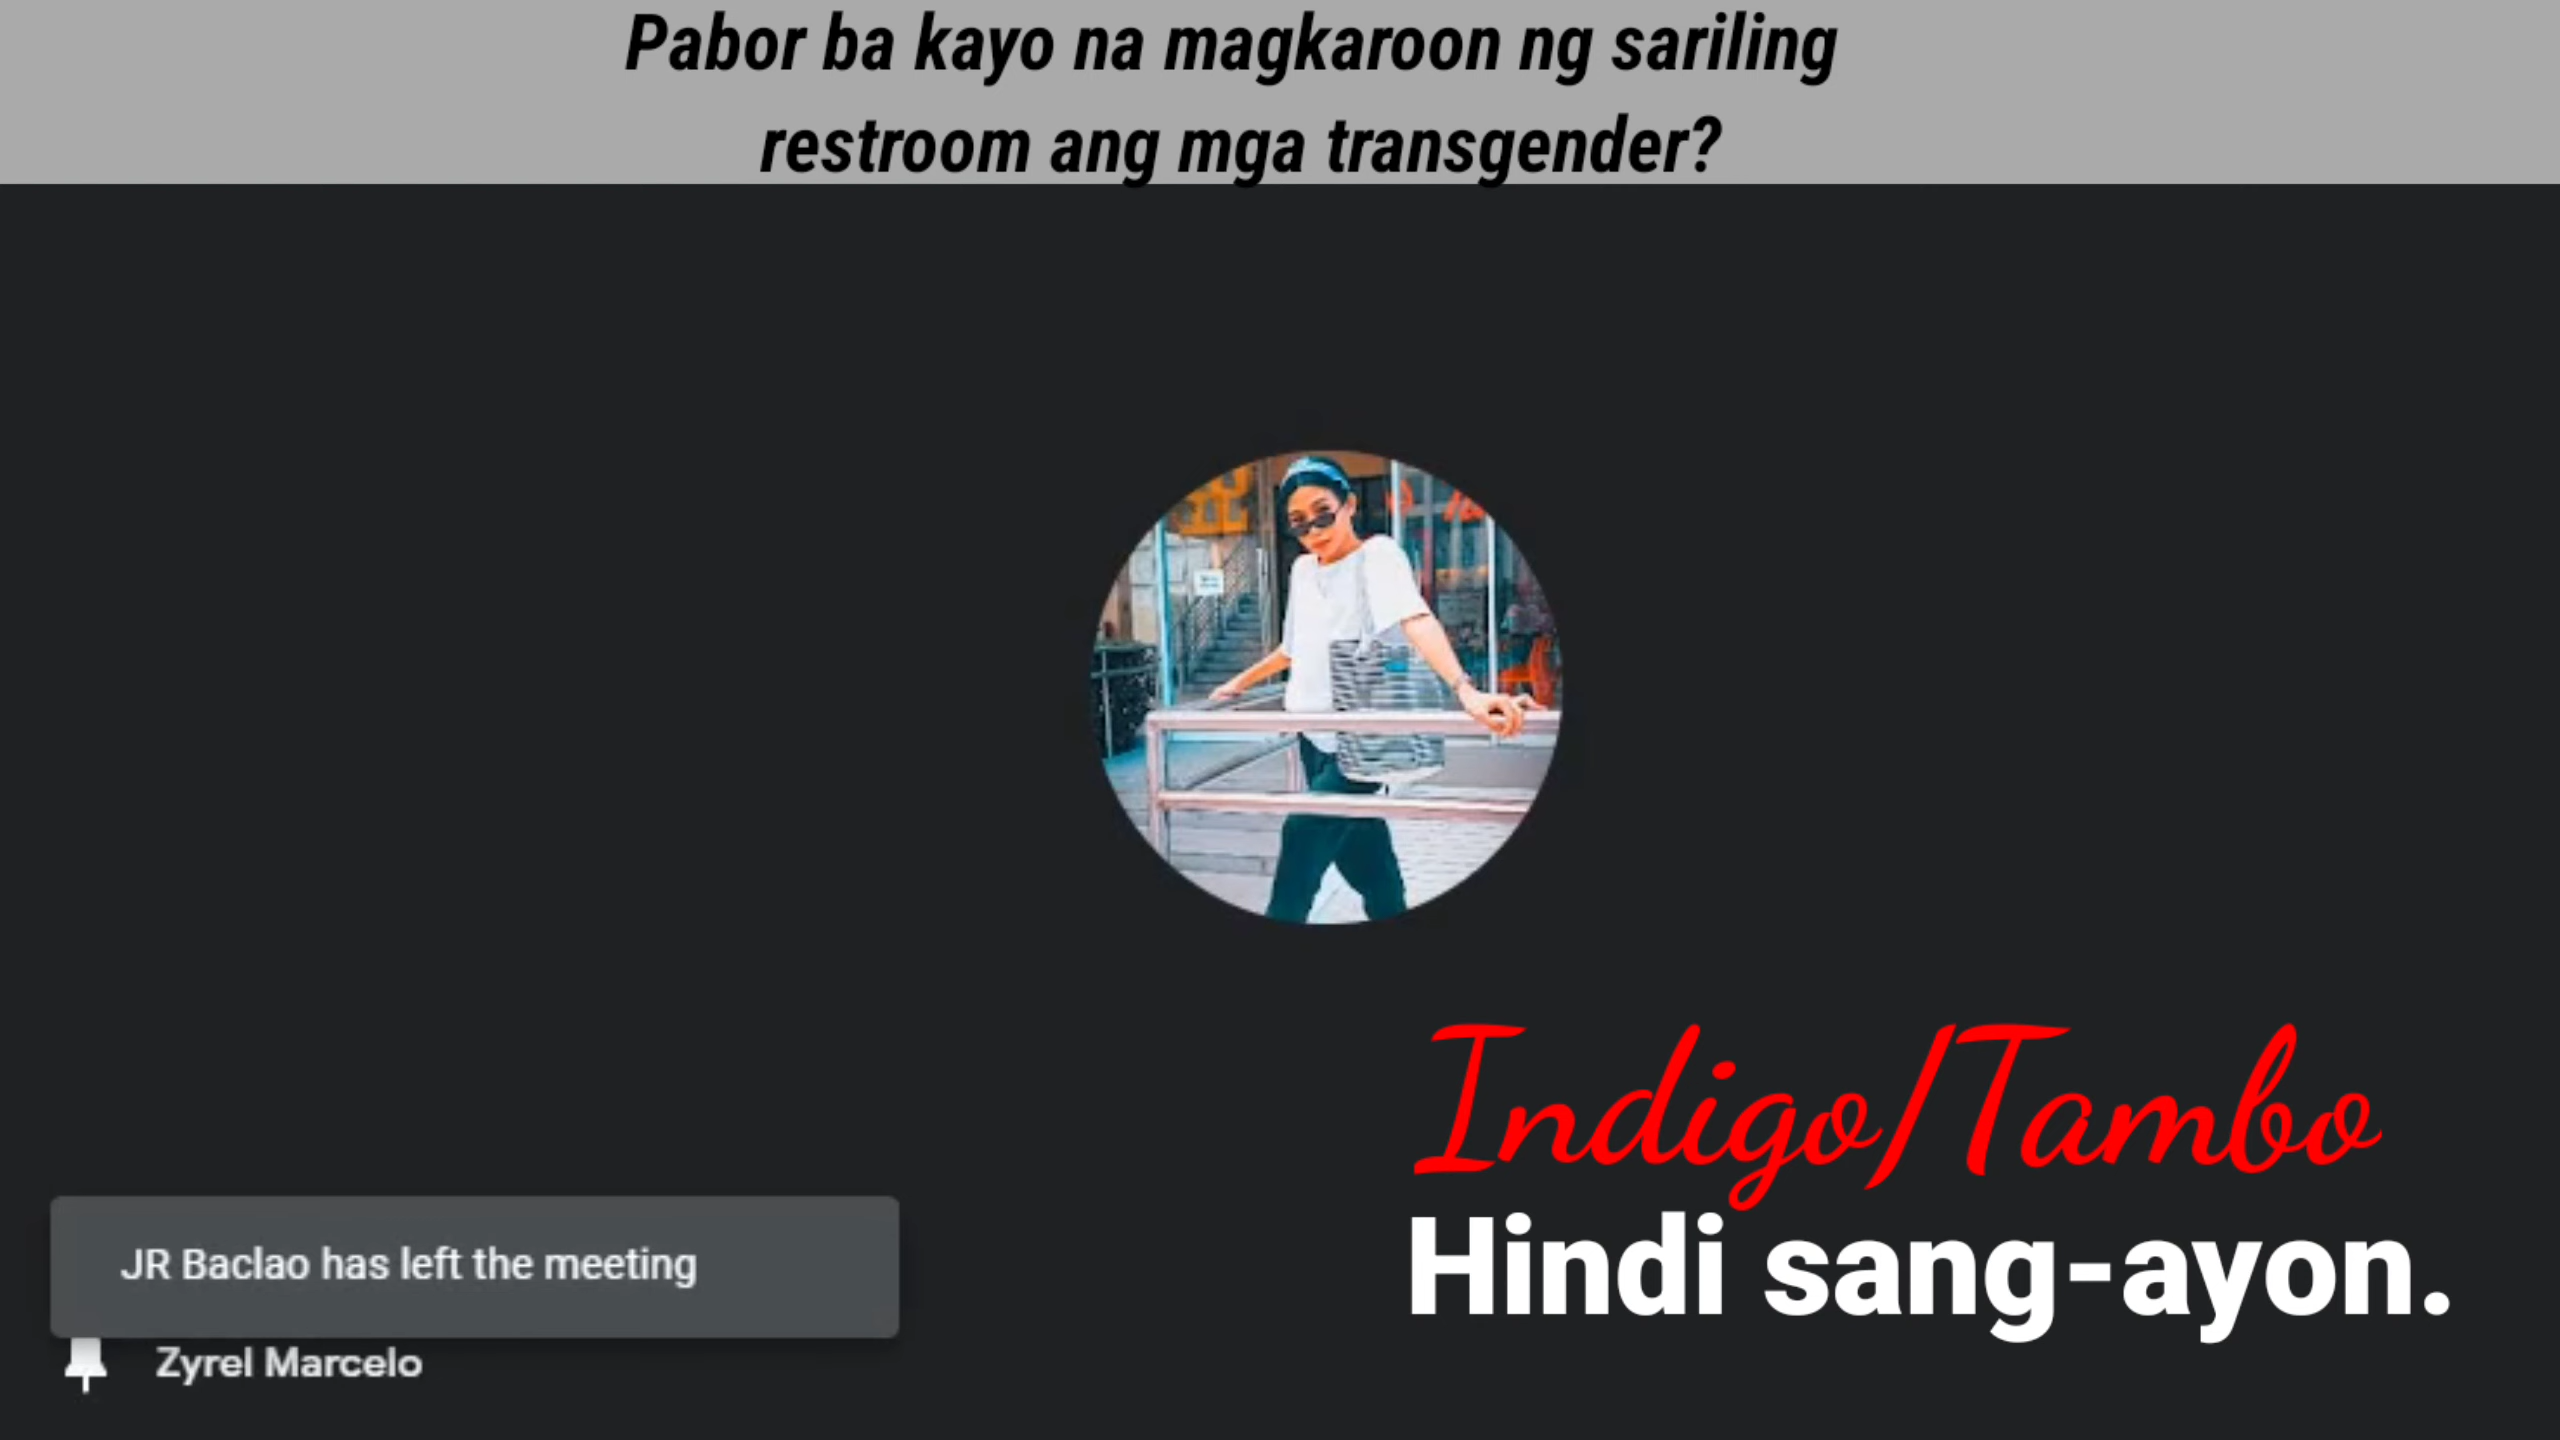 Pabor ba kayo na magkaroon ng sariling
restroom ang mga transgender?
Indigo/Tambo
Hindi sang-ayon.
JR Baclao has left the meeting
Zyrel Marcelo